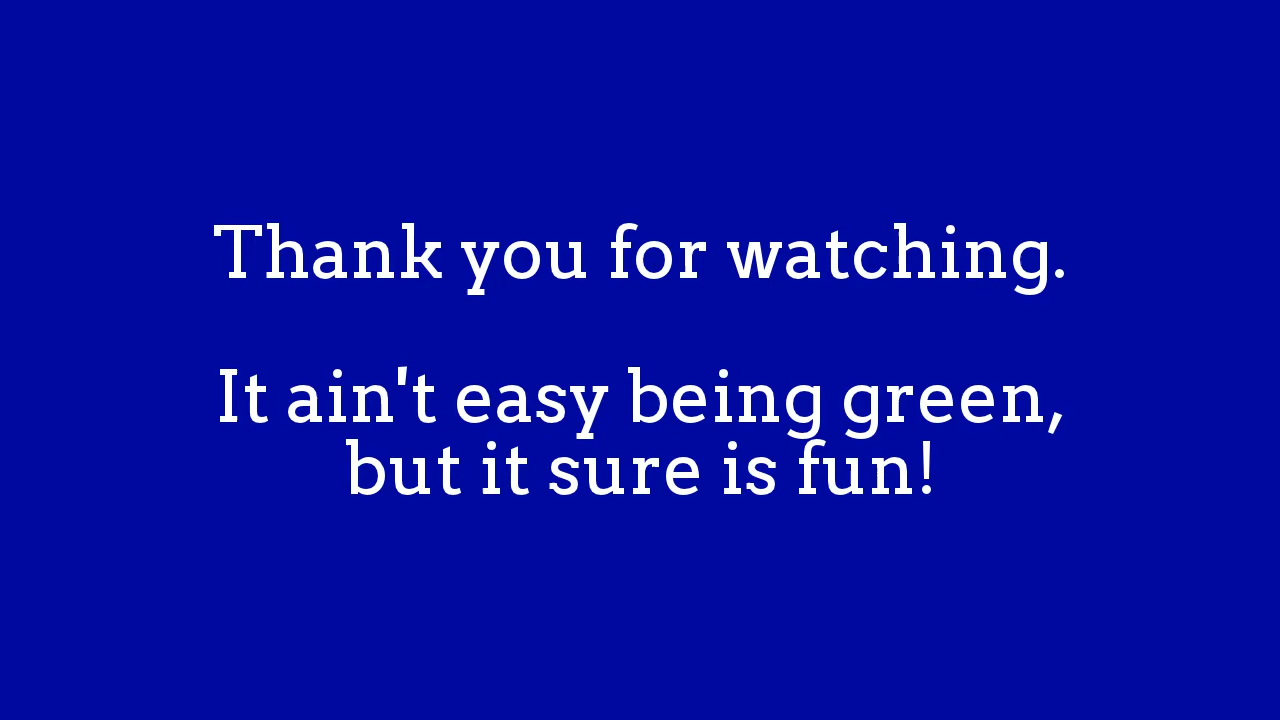 Thank you for watching.
It ain't easy being green,
but it sure is fun!